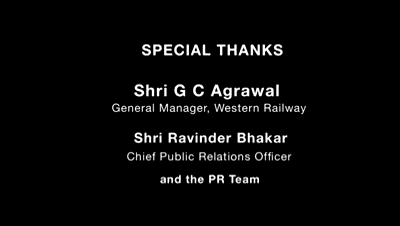 SPECIAL THANKS
Shri G C Agrawal
General Manager, Western Railway
Shri Ravinder Bhakar
Chief Public Relations Officer
and the PR Team